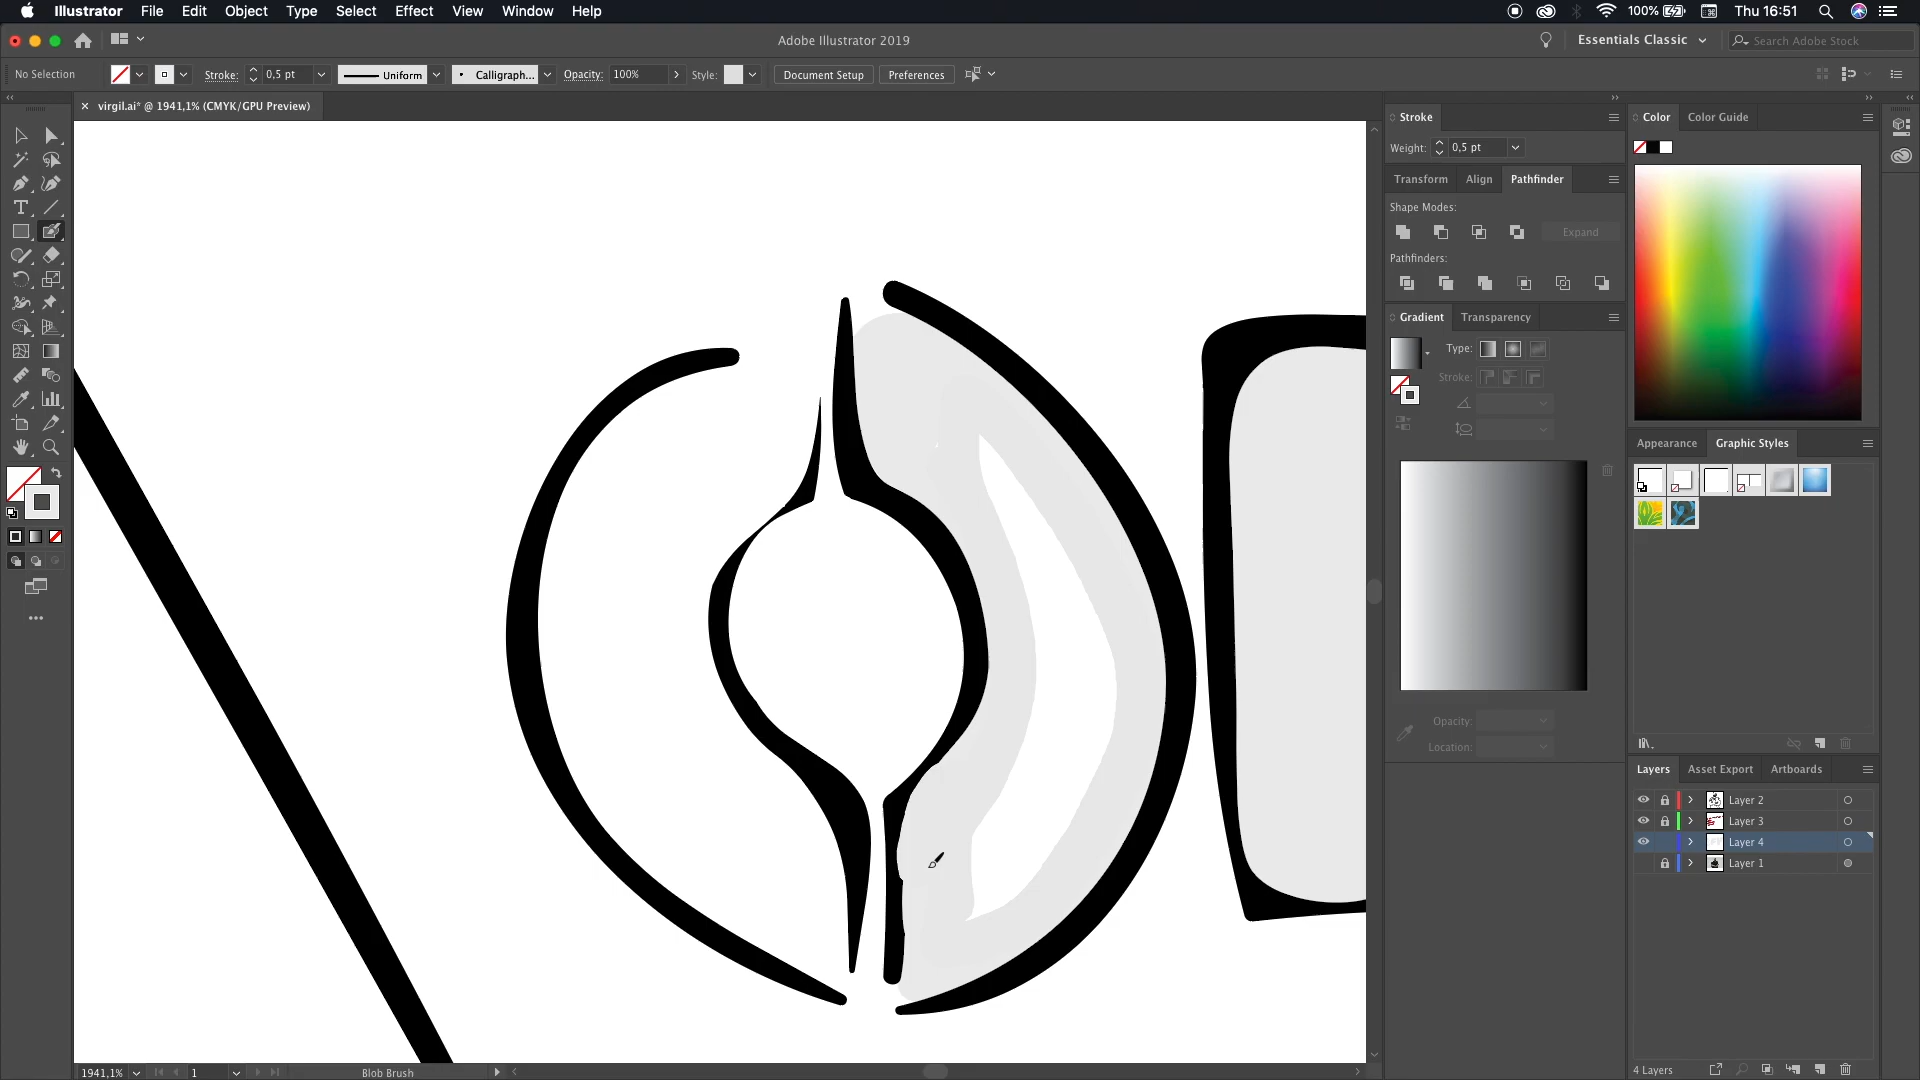 Illustrator File Edit Object Type Select Effect View Window Help
100% Thu 16:51
Adobe Illustrator 2019
Essentials Classic
Search Adobe Stock
No Selection
Stroke: 0,5 pt
Uniform
Calligraph...
Opacity: 100%
Style:
Document Setup
Preferences
× virgil.ai* @ 1941,1% (CMYK/GPU Preview)
Stroke
Weight: 0,5 pt
Transform Align Pathfinder
Shape Modes:
Expand
Pathfinders:
Gradient Transparency
Type:
Stroke:
Opacity:
Location:
Color Color Guide
Appearance Graphic Styles
Layers Asset Export Artboards
Layer 2
Layer 3
Layer 4
Layer 1
4 Layers
1941,1%
1
Blob Brush